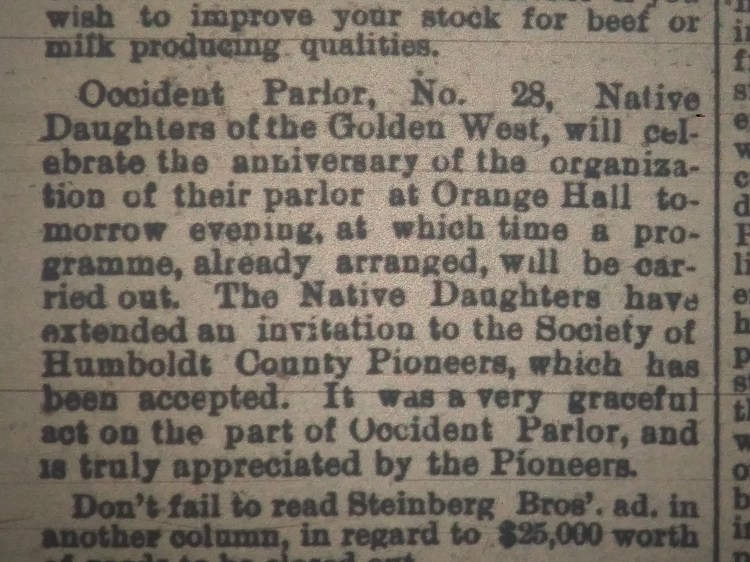 wish to improve your stock for beef or
milk producing qualities.
Occident Parlor, No. 28, Native
Daughters of the Golden West, will cel-
ebrate the anniversary of the organiza-
tion of their parlor at Orange Hall to-
morrow evening, at which time a pro-
gramme, already arranged, will be car-
ried out. The Native Daughters have
extended an invitation to the Society of
Humboldt County Pioneers, which has
been accepted. It was a very graceful
act on the part of Occident Parlor, and
is truly appreciated by the Pioneers.
Don't fail to read Steinberg Bros'. ad. in
another column, in regard to $25,000 worth